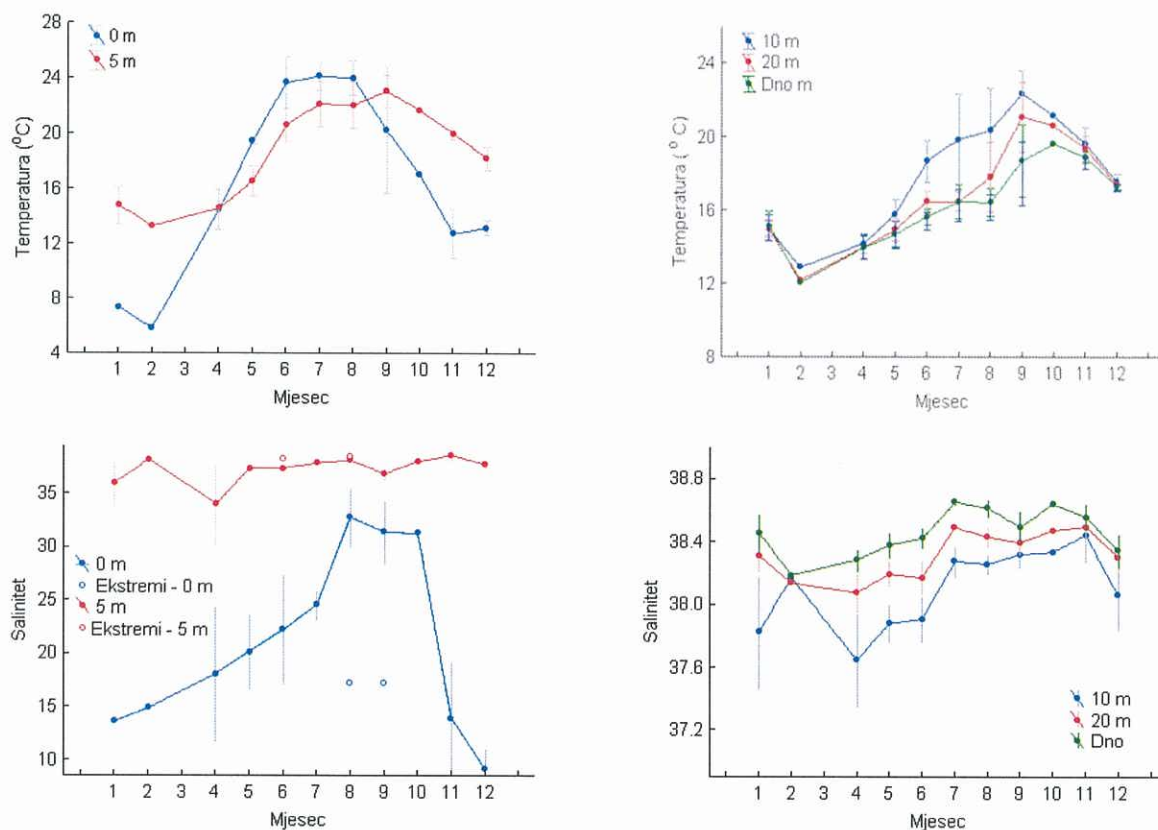 28
24
20
16
12
8
4
Temperatura (⁰C)
0 m
5 m
1 2 3 4 5 6 7 8 9 10 11 12
Mjesec
24
20
16
12
8
Temperatura (⁰C)
10 m
20 m
Dno m
1 2 3 4 5 6 7 8 9 10 11 12
Mjesec
35
30
25
20
15
10
Salinitet
0 m
Ekstremi - 0 m
5 m
Ekstremi - 5 m
1 2 3 4 5 6 7 8 9 10 11 12
Mjesec
38.8
38.4
38.0
37.6
37.2
Salinitet
10 m
20 m
Dno
1 2 3 4 5 6 7 8 9 10 11 12
Mjesec